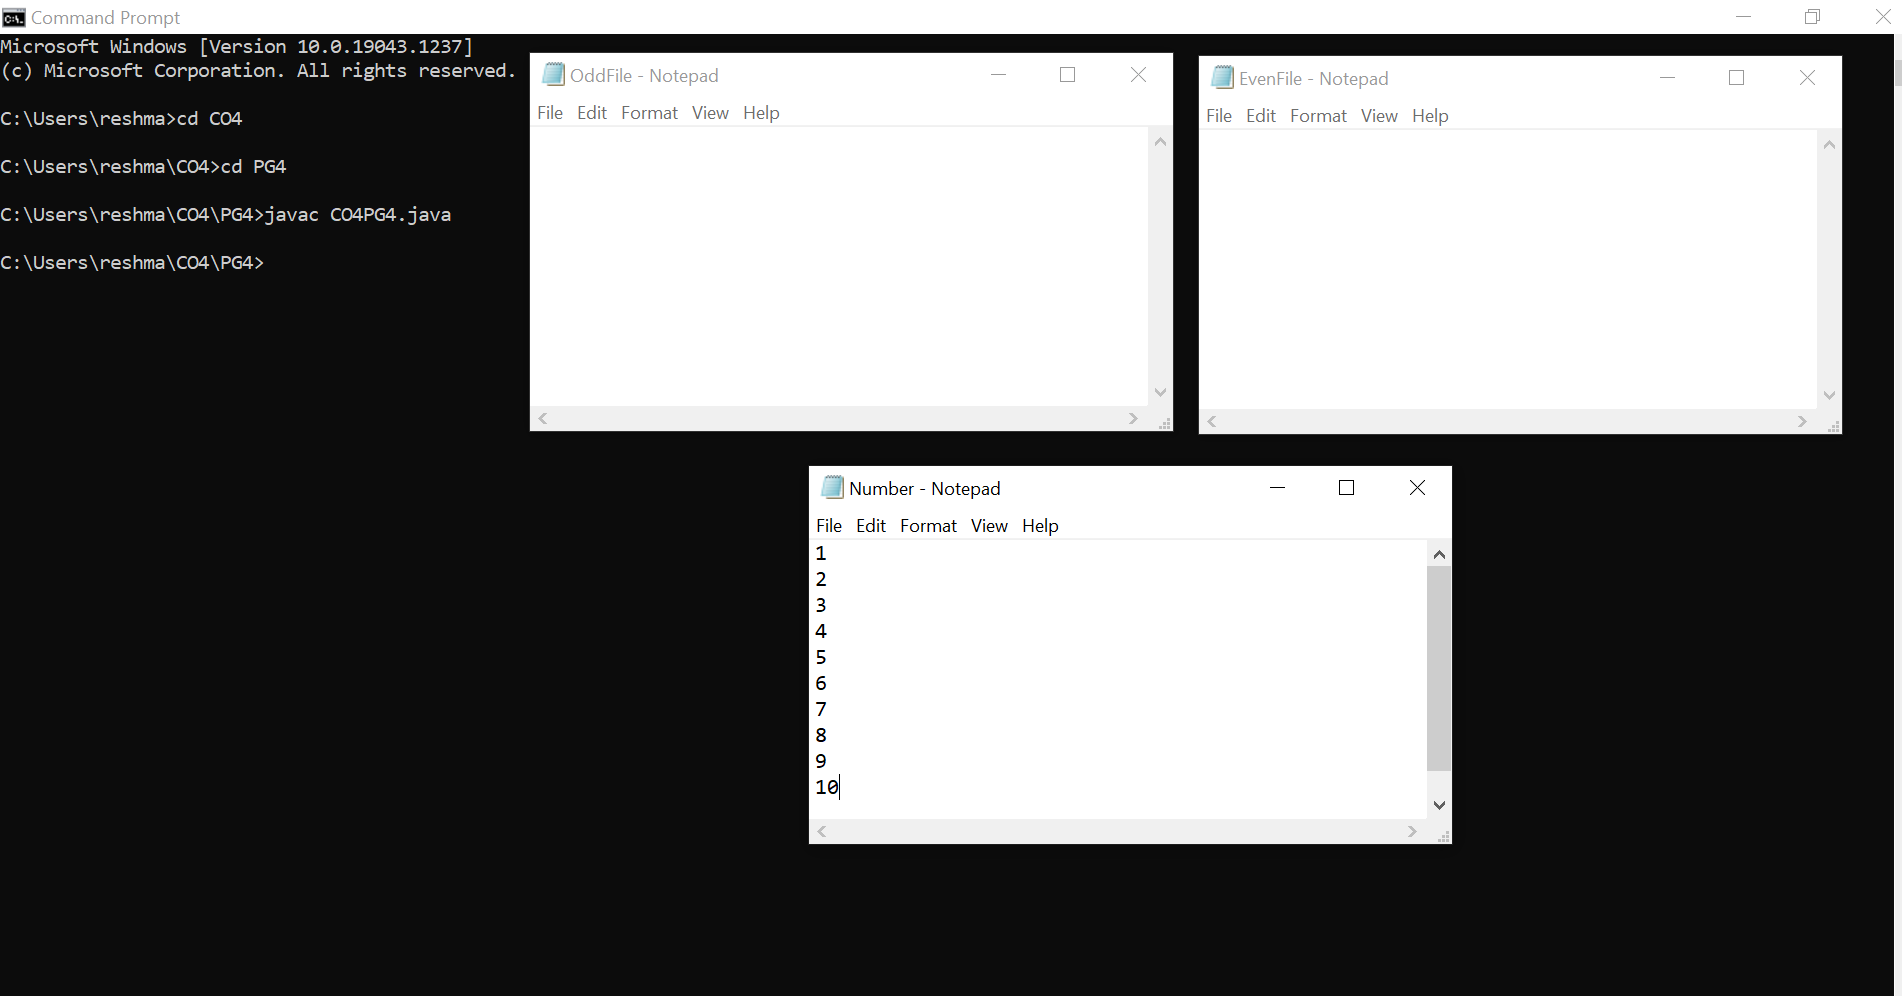 Command Prompt
Microsoft Windows [Version 10.0.19043.1237]
(c) Microsoft Corporation. All rights reserved.
C:\Users\reshma>cd CO4
C:\Users\reshma\CO4>cd PG4
C:\Users\reshma\CO4\PG4>javac CO4PG4.java
C:\Users\reshma\CO4\PG4>
OddFile - Notepad
File Edit Format View Help
EvenFile - Notepad
File Edit Format View Help
Number - Notepad
File Edit Format View Help
1
2
3
4
5
6
7
8
9
10